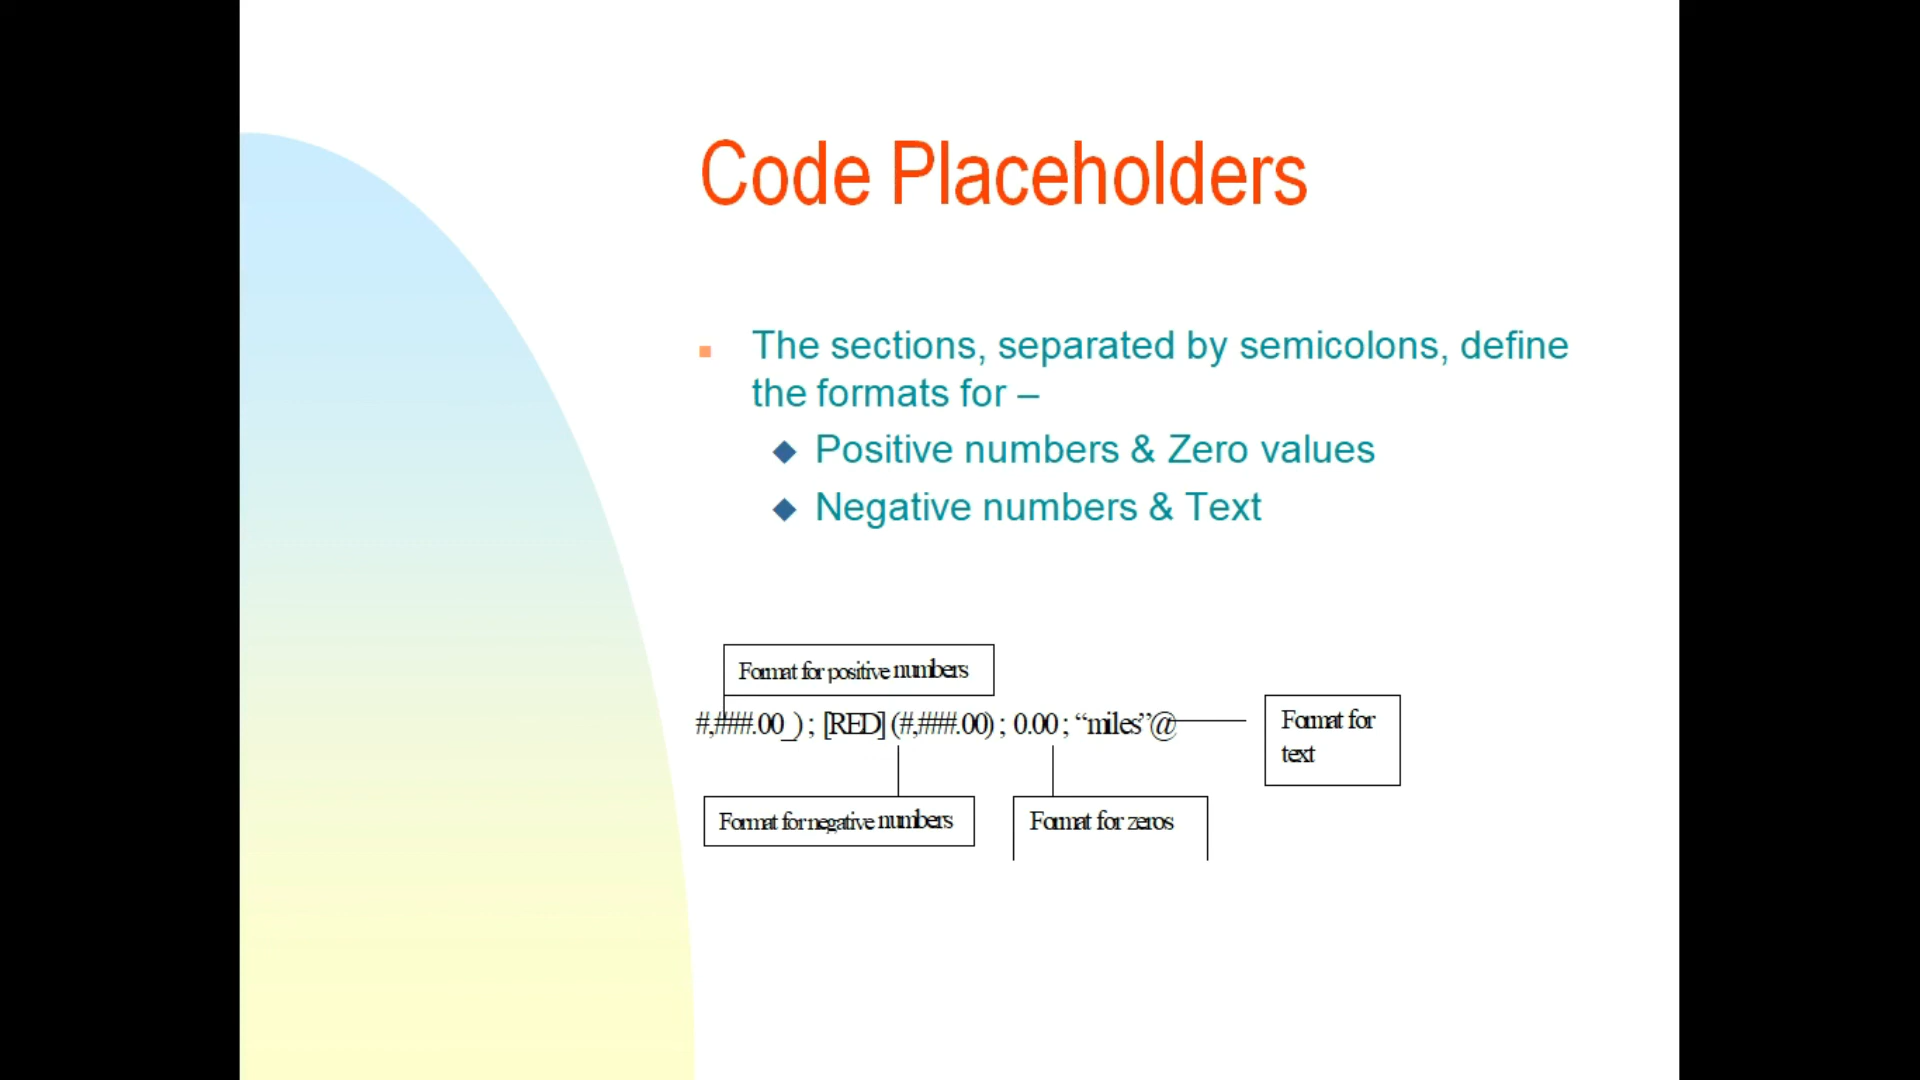 Code Placeholders
The sections, separated by semicolons, define
the formats for –
Positive numbers & Zero values
Negative numbers & Text
Format for positive numbers
#,###.00_) ; [RED] (#,###.00) ; 0.00 ; “miles”@
Format for
text
Format for negative numbers
Format for zeros